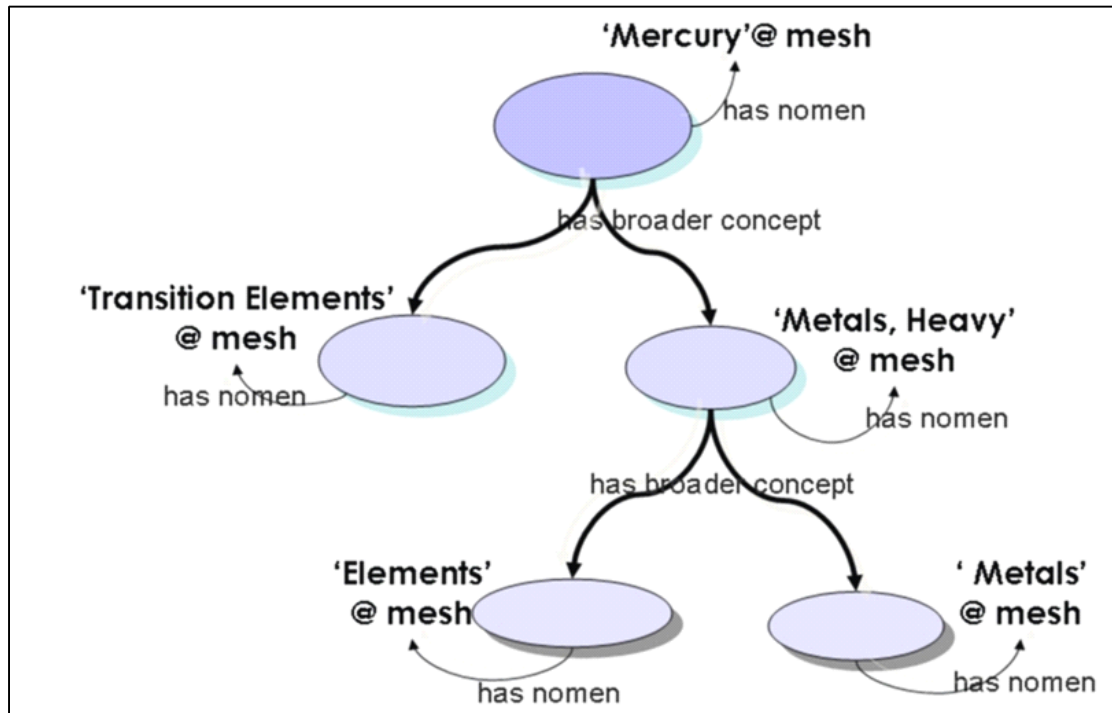 ‘Mercury’@ mesh
has nomen
has broader concept
‘Transition Elements’
@ mesh
has nomen
‘Metals, Heavy’
@ mesh
has nomen
has broader concept
‘Elements’
@ mesh
has nomen
‘ Metals’
@ mesh
has nomen